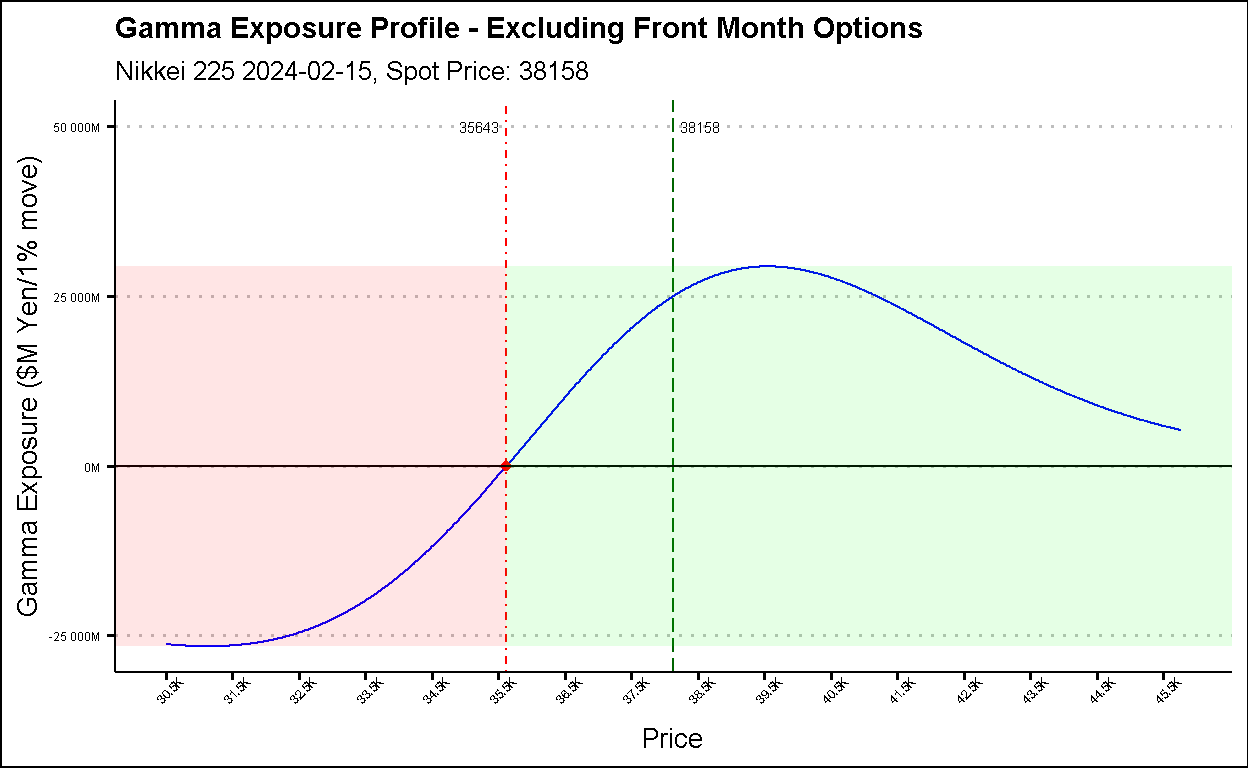 Gamma Exposure Profile - Excluding Front Month Options
Nikkei 225 2024-02-15, Spot Price: 38158
Gamma Exposure ($M Yen/1% move)
50 000M
25 000M
0M
-25 000M
35643
38158
30.5K
31.5K
32.5K
33.5K
34.5K
35.5K
36.5K
37.5K
38.5K
39.5K
40.5K
41.5K
42.5K
43.5K
44.5K
45.5K
Price